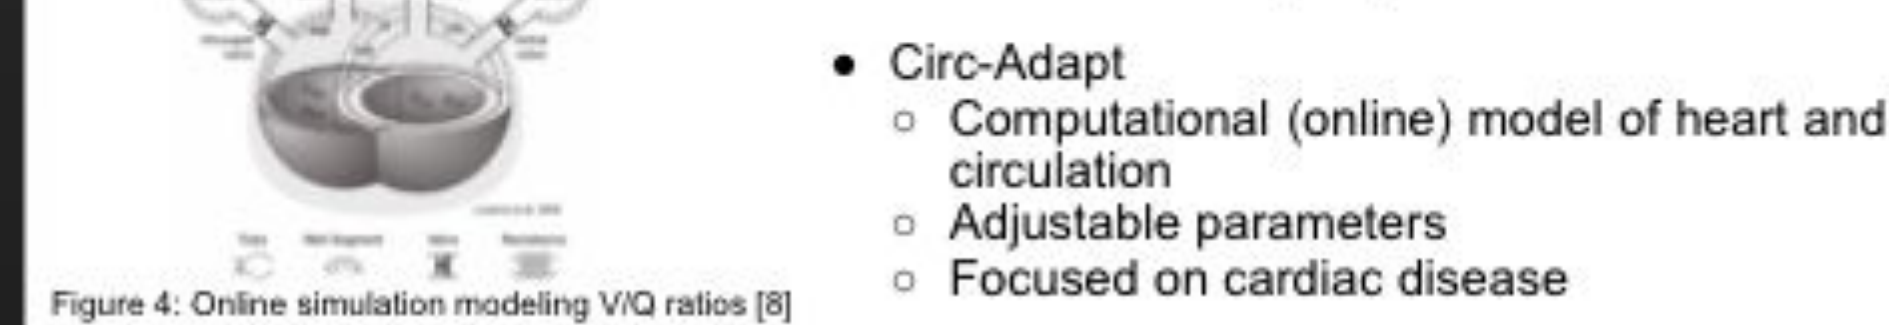 Circ-Adapt
Computational (online) model of heart and
circulation
Adjustable parameters
Focused on cardiac disease
Figure 4: Online simulation modeling V/Q ratios [8]